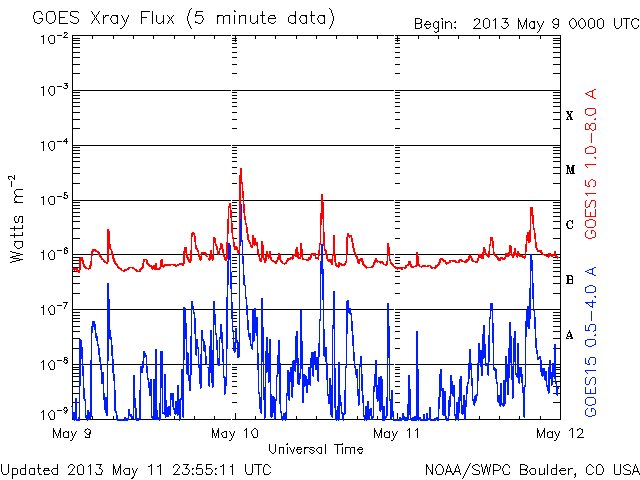 GOES Xray Flux (5 minute data)
Begin: 2013 May 9 0000 UTC
10-2
10-3
10-4
10-5
10-6
10-7
10-8
10-9
Watts m-2
X
M
C
B
A
GOES15 1.0-8.0 A
GOES15 0.5-4.0 A
May 9
May 10
May 11
May 12
Universal Time
Updated 2013 May 11 23:55:11 UTC
NOAA/SWPC Boulder, CO USA